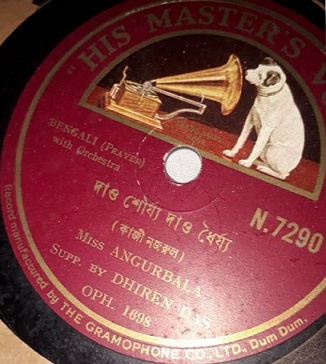 "HIS MASTER'S V
BENGALI (PRAYER)
with Orchestra
দাও শৌর্য্য দাও ধৈর্য্য
N.7290
(কাজী নজরুল)
MISS ANGURBALA
SUPP. BY DHIREN DAS
OPH. 1698
Record manufactured by THE GRAMOPHONE CO., LTD., Dum Dum.